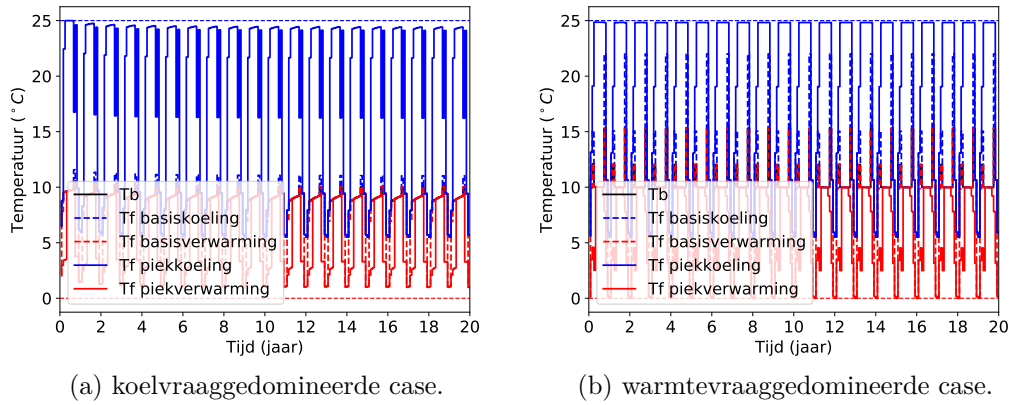 25
20
15
10
5
0
Temperatuur (°C)
Tb
Tf basiskoeling
Tf basisverwarming
Tf piekkoeling
Tf piekverwarming
0 2 4 6 8 10 12 14 16 18 20
Tijd (jaar)
(a) koelvraaggedomineerde case.
25
20
15
10
5
0
Temperatuur (°C)
Tb
Tf basiskoeling
Tf basisverwarming
Tf piekkoeling
Tf piekverwarming
0 2 4 6 8 10 12 14 16 18 20
Tijd (jaar)
(b) warmtevraaggedomineerde case.